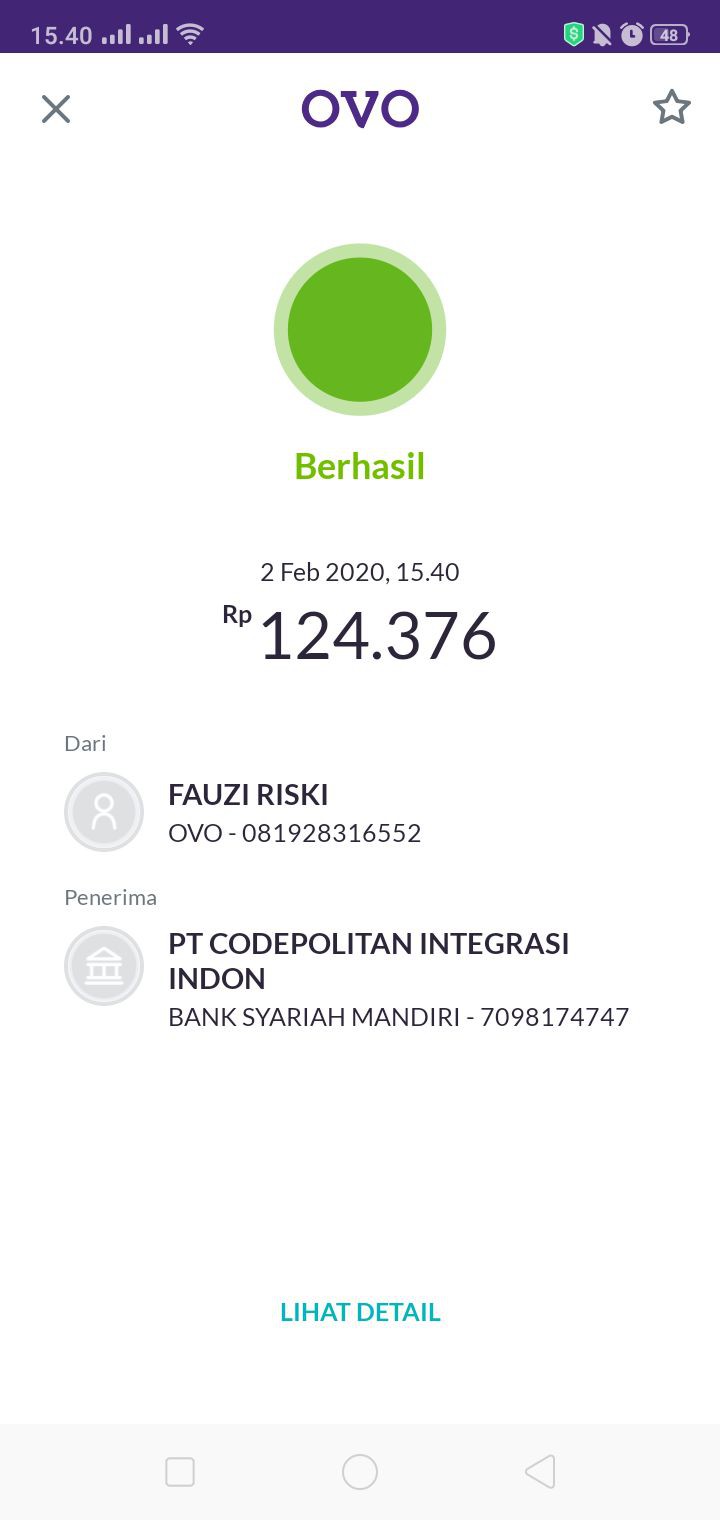 15.40 48
OVO
Berhasil
2 Feb 2020, 15.40
Rp 124.376
Dari
FAUZI RISKI
OVO - 081928316552
Penerima
PT CODEPOLITAN INTEGRASI
INDON
BANK SYARIAH MANDIRI - 7098174747
LIHAT DETAIL